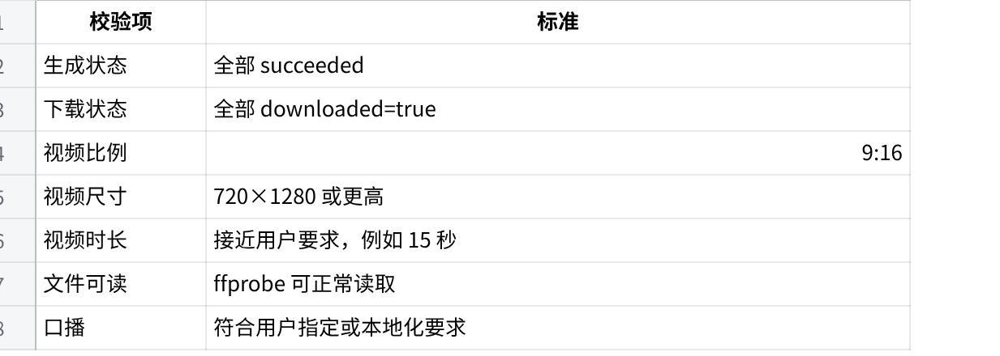 1 校验项 标准
2 生成状态 全部 succeeded
3 下载状态 全部 downloaded=true
4 视频比例 9:16
5 视频尺寸 720×1280 或更高
6 视频时长 接近用户要求，例如 15 秒
7 文件可读 ffprobe 可正常读取
8 口播 符合用户指定或本地化要求